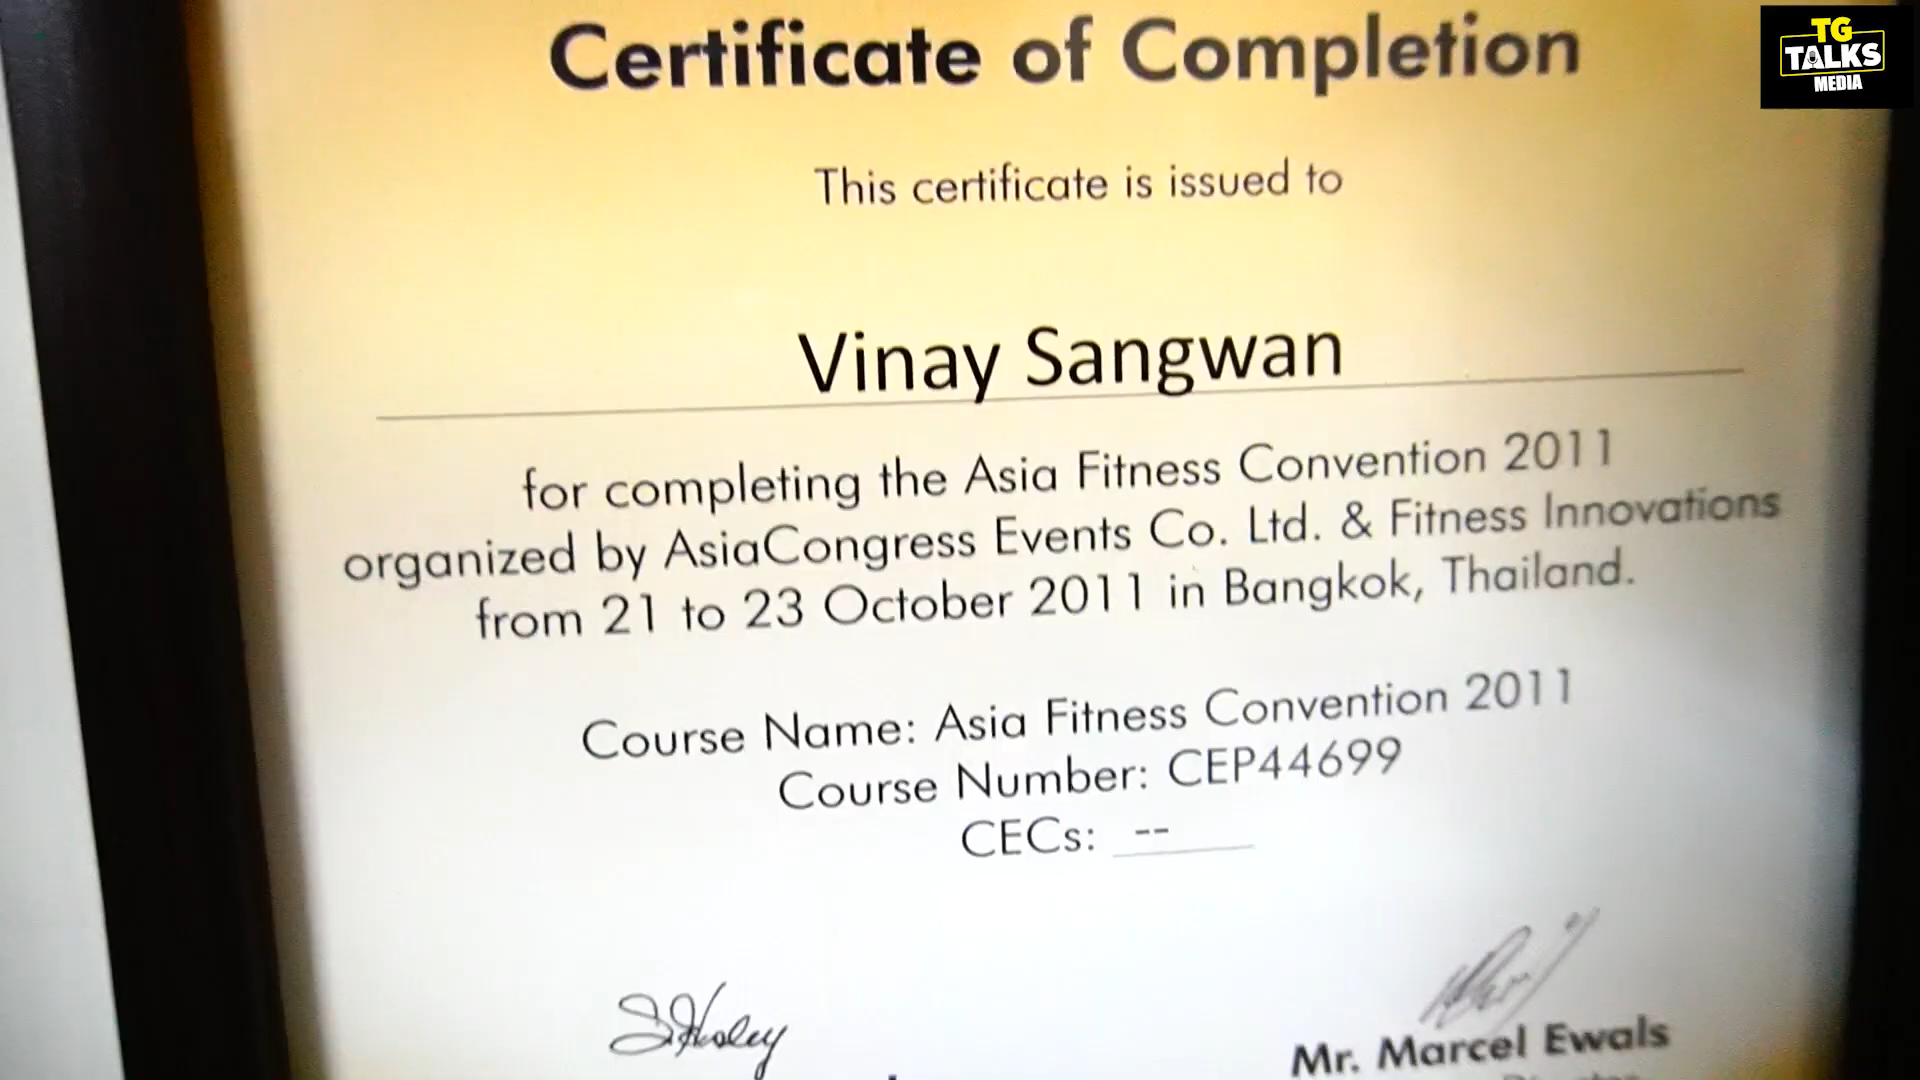 TG
TALKS
MEDIA
Certificate of Completion
This certificate is issued to
Vinay Sangwan
for completing the Asia Fitness Convention 2011
organized by AsiaCongress Events Co. Ltd. & Fitness Innovations
from 21 to 23 October 2011 in Bangkok, Thailand.
Course Name: Asia Fitness Convention 2011
Course Number: CEP44699
CECs: --
Mr. Marcel Ewals